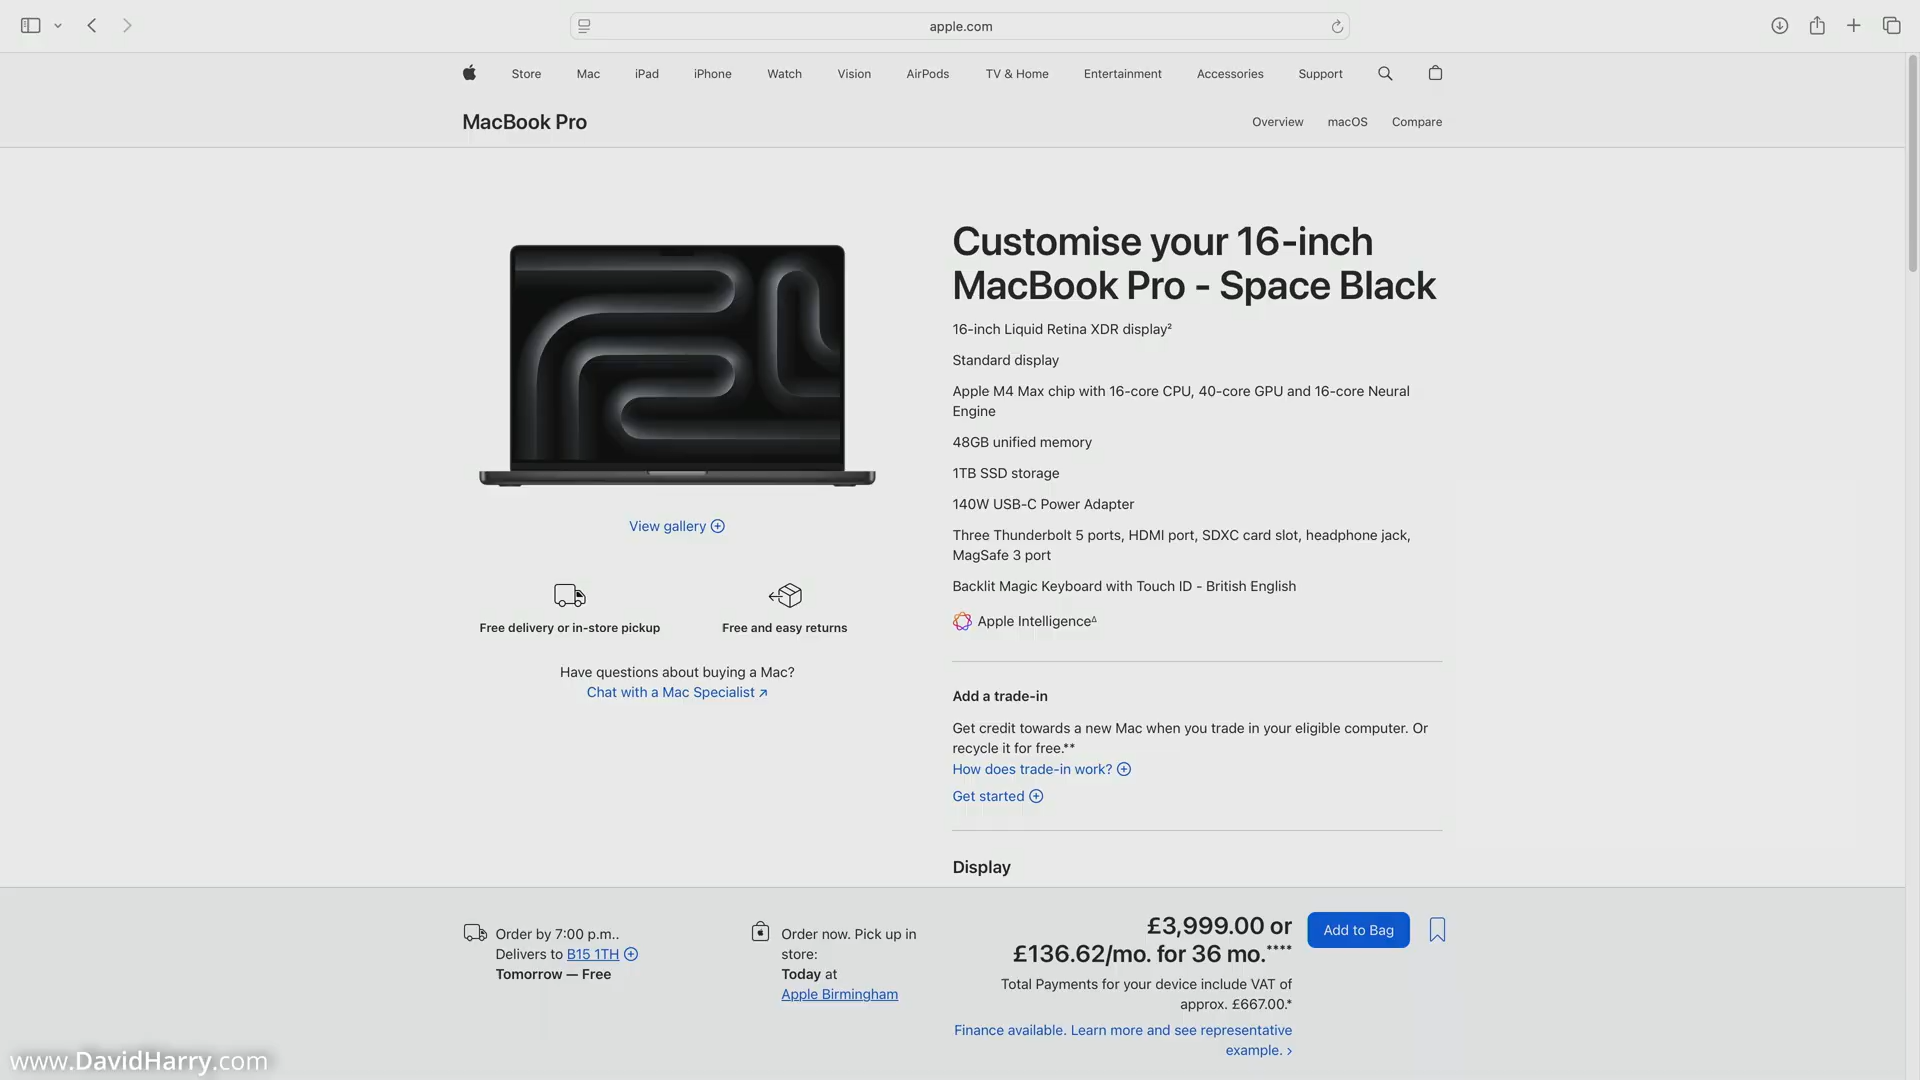 apple.com
Store Mac iPad iPhone Watch Vision AirPods TV & Home Entertainment Accessories Support
MacBook Pro
Overview macOS Compare
Customise your 16-inch
MacBook Pro - Space Black
16-inch Liquid Retina XDR display²
Standard display
Apple M4 Max chip with 16-core CPU, 40-core GPU and 16-core Neural
Engine
48GB unified memory
1TB SSD storage
140W USB-C Power Adapter
Three Thunderbolt 5 ports, HDMI port, SDXC card slot, headphone jack,
MagSafe 3 port
Backlit Magic Keyboard with Touch ID - British English
Apple Intelligence∆
View gallery
Free delivery or in-store pickup
Free and easy returns
Have questions about buying a Mac?
Chat with a Mac Specialist ↗
Add a trade-in
Get credit towards a new Mac when you trade in your eligible computer. Or
recycle it for free.**
How does trade-in work?
Get started
Display
Order by 7:00 p.m..
Delivers to B15 1TH
Tomorrow — Free
Order now. Pick up in
store:
Today at
Apple Birmingham
£3,999.00 or
£136.62/mo. for 36 mo.****
Total Payments for your device include VAT of
approx. £667.00.*
Finance available. Learn more and see representative
example. ›
Add to Bag
www.DavidHarry.com